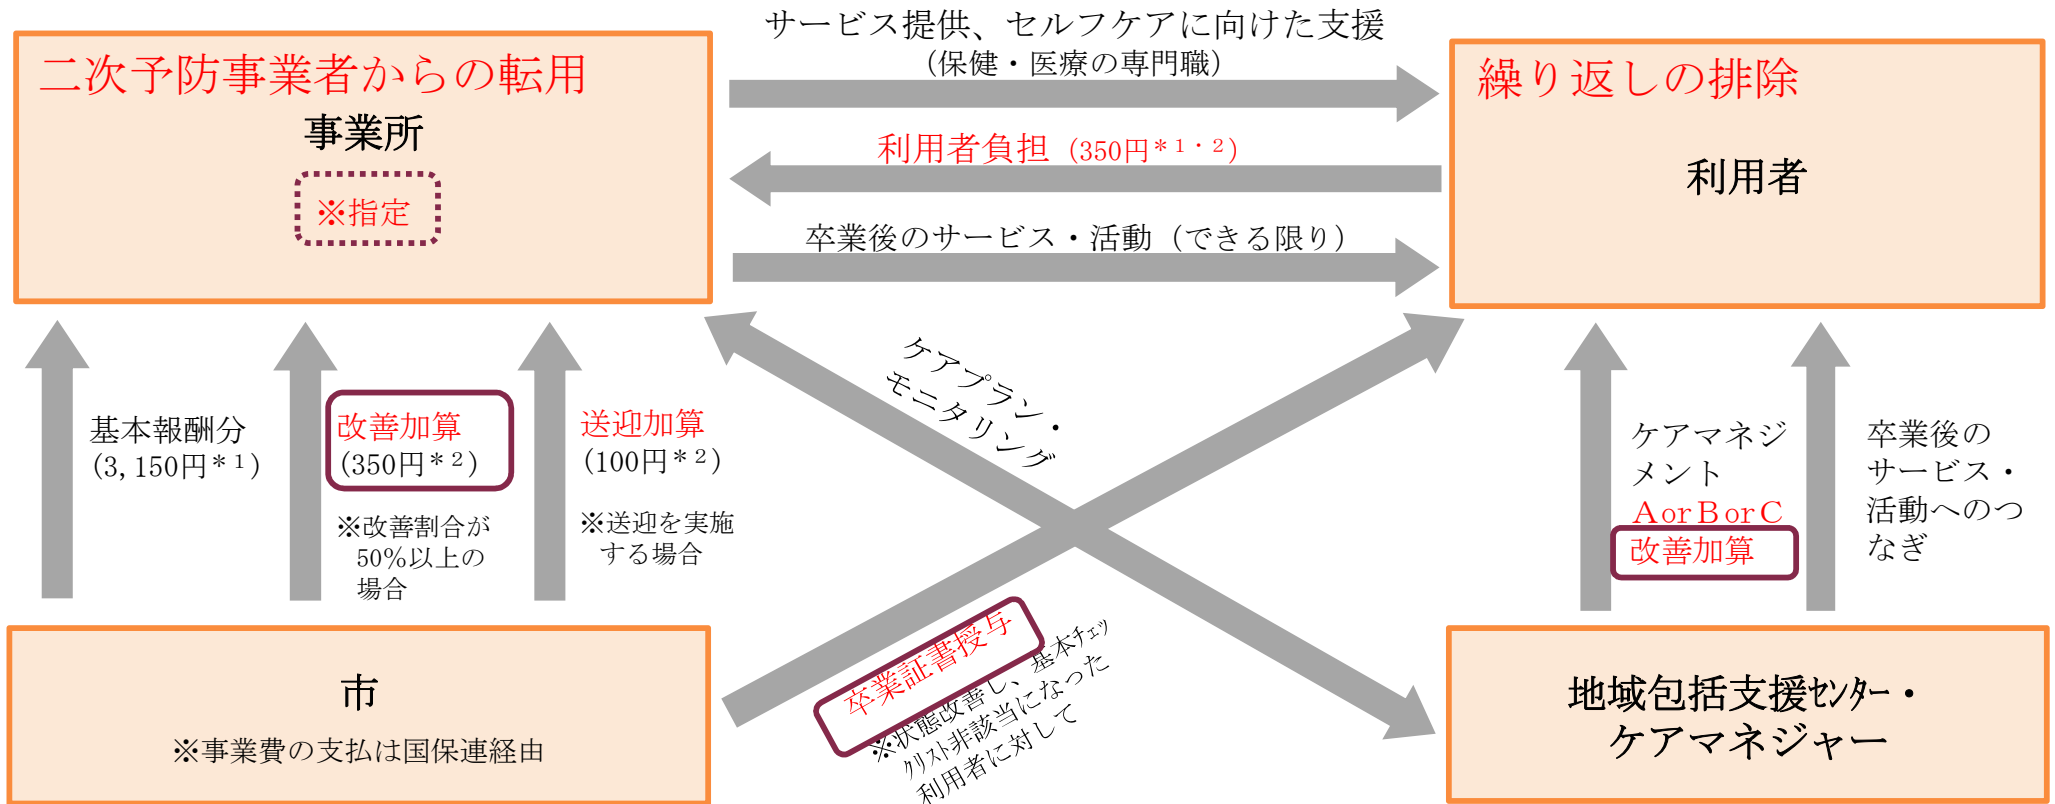 サービス提供、セルフケアに向けた支援
（保健・医療の専門職）
二次予防事業者からの転用
事業所
※指定
利用者負担（350円＊１・２）
卒業後のサービス・活動（できる限り）
繰り返しの排除
利用者
基本報酬分
（3,150円＊１）
改善加算
（350円＊２）
※改善割合が
50％以上の
場合
送迎加算
（100円＊２）
※送迎を実施
する場合
ケアプラン・
モニタリング
卒業証書授与
※状態改善し、基本ﾁｪｯ
ｸﾘｽﾄ非該当になった
利用者に対して
ケアマネジ
メント
ＡorＢorＣ
改善加算
卒業後の
サービス・
活動へのつ
なぎ
市
※事業費の支払は国保連経由
地域包括支援ｾﾝﾀｰ・
ケアマネジャー